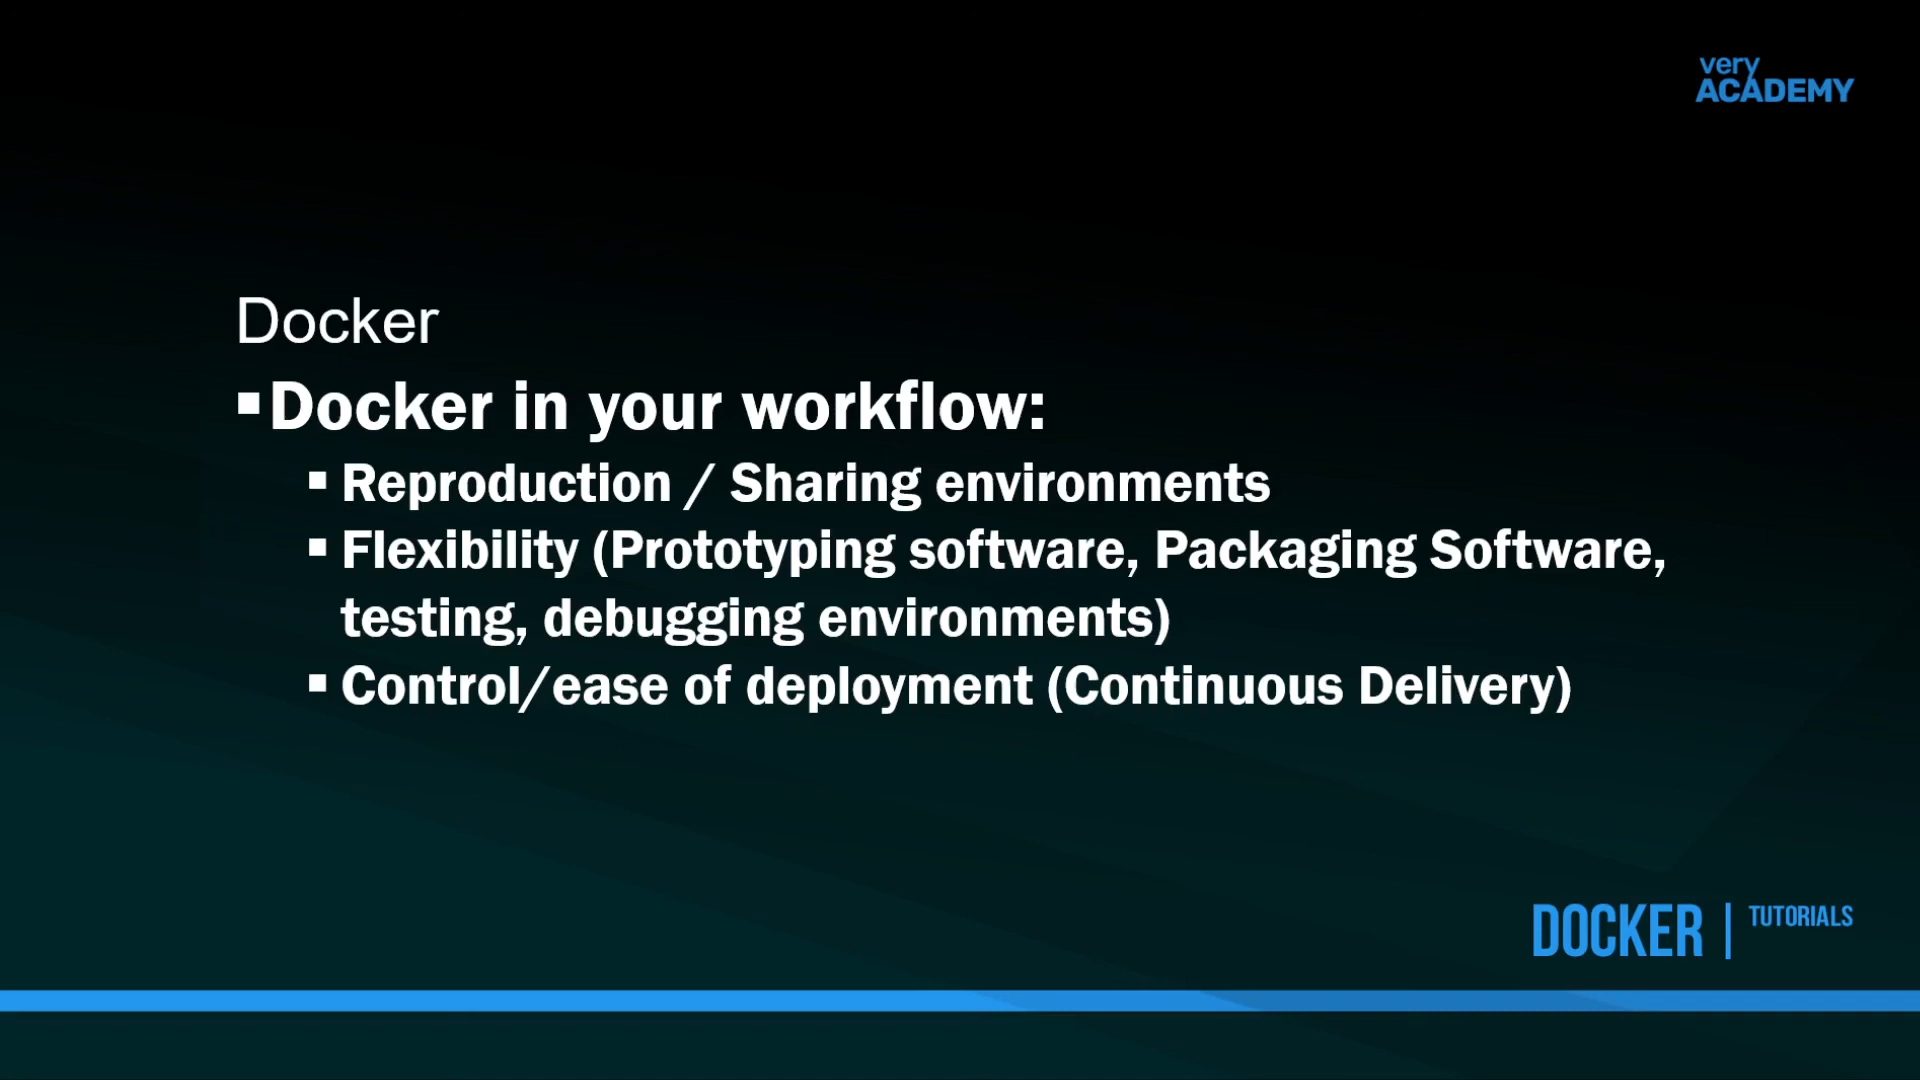 very
ACADEMY
Docker
▪Docker in your workflow:
▪ Reproduction / Sharing environments
▪ Flexibility (Prototyping software, Packaging Software,
testing, debugging environments)
▪ Control/ease of deployment (Continuous Delivery)
DOCKER | TUTORIALS